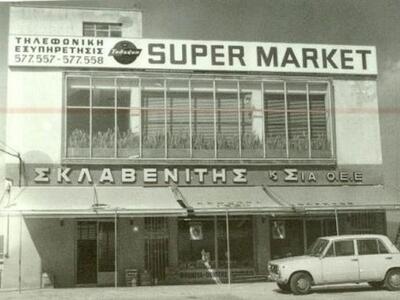 ΤΗΛΕΦΩΝΙΚΗ
ΕΞΥΠΗΡΕΤΗΣΙΣ
577.557-577.558
SUPER MARKET
ΣΚΛΑΒΕΝΙΤΗΣ Κ ΣΙΑ Ο.Ε.Ε